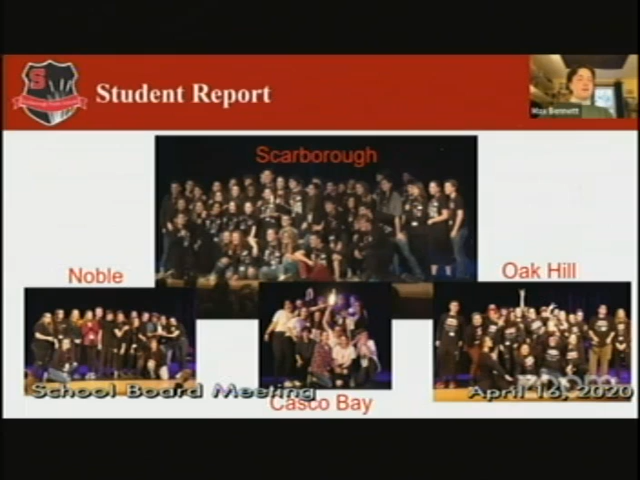 S
Student Report
Max Bennett
Scarborough
Noble
Oak Hill
School Board Meeting
April 16, 2020
Casco Bay